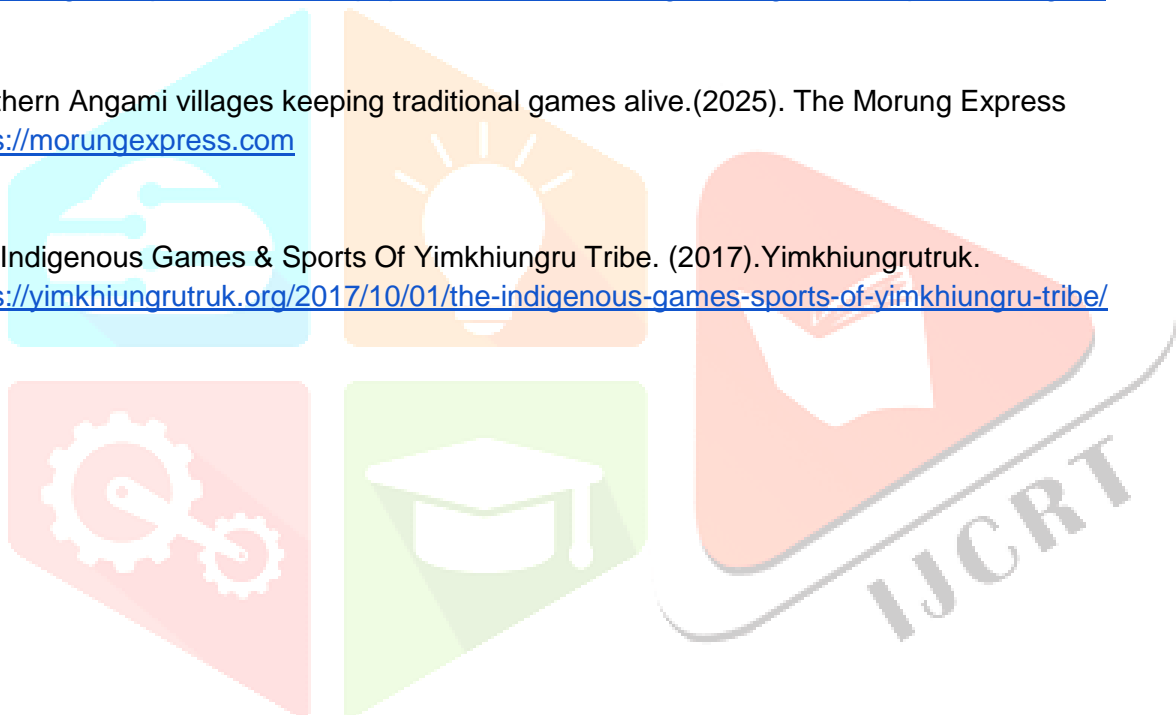 thern Angami villages keeping traditional games alive.(2025). The Morung Express
s://morungexpress.com
Indigenous Games & Sports Of Yimkhiungru Tribe. (2017).Yimkhiungrutruk.
s://yimkhiungrutruk.org/2017/10/01/the-indigenous-games-sports-of-yimkhiungru-tribe/
IJCRT